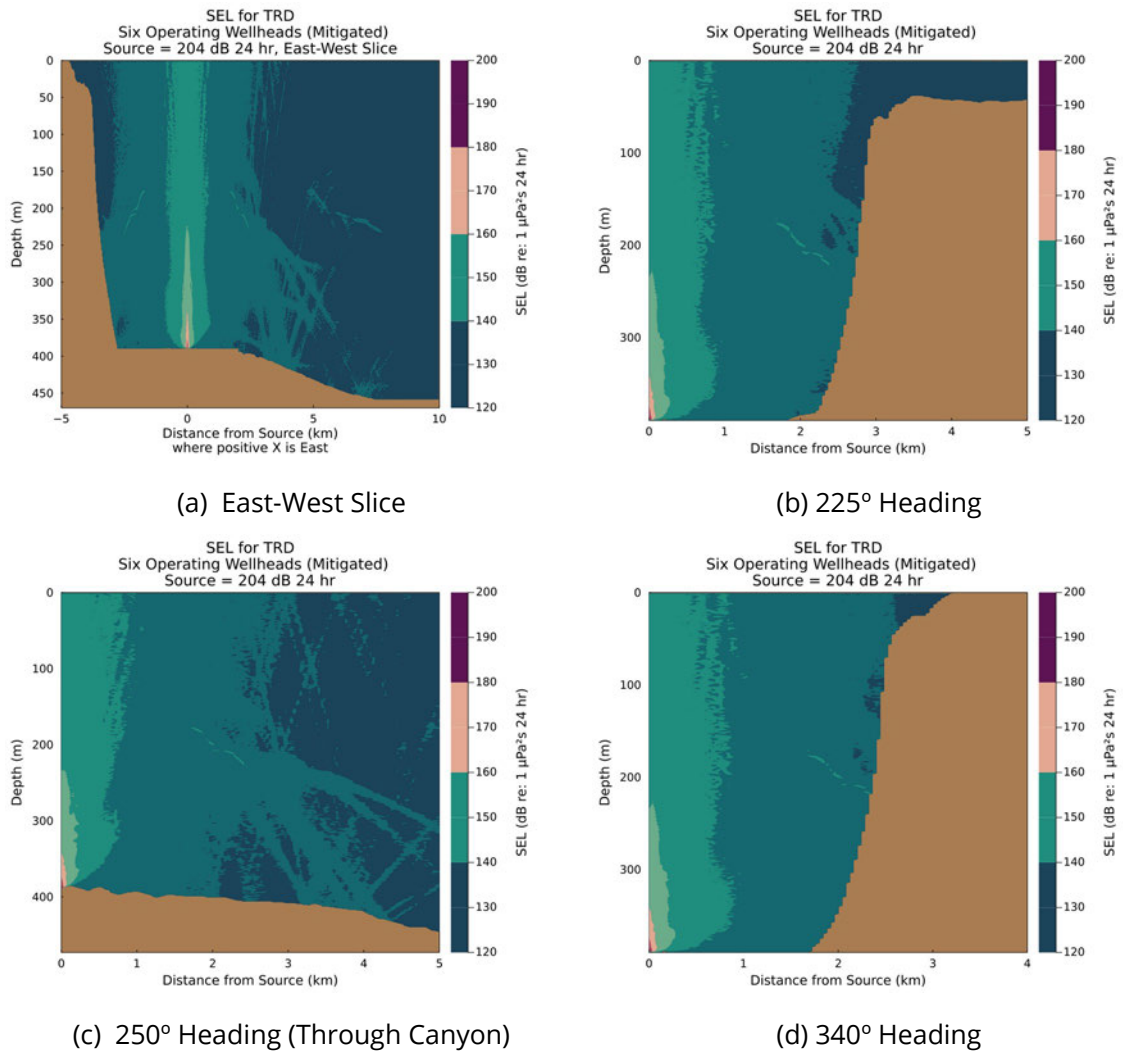 SEL for TRD
Six Operating Wellheads (Mitigated)
Source = 204 dB 24 hr, East-West Slice
0
50
100
150
200
250
300
350
400
450
Depth (m)
−5
0
5
10
Distance from Source (km)
where positive X is East
200
190
180
170
160
150
140
130
120
SEL (dB re: 1 μPa²s 24 hr)
(a) East-West Slice
SEL for TRD
Six Operating Wellheads (Mitigated)
Source = 204 dB 24 hr
0
100
200
300
Depth (m)
0
1
2
3
4
5
Distance from Source (km)
200
190
180
170
160
150
140
130
120
SEL (dB re: 1 μPa²s 24 hr)
(b) 225º Heading
SEL for TRD
Six Operating Wellheads (Mitigated)
Source = 204 dB 24 hr
0
100
200
300
400
Depth (m)
0
1
2
3
4
5
Distance from Source (km)
200
190
180
170
160
150
140
130
120
SEL (dB re: 1 μPa²s 24 hr)
(c) 250º Heading (Through Canyon)
SEL for TRD
Six Operating Wellheads (Mitigated)
Source = 204 dB 24 hr
0
100
200
300
Depth (m)
0
1
2
3
4
Distance from Source (km)
200
190
180
170
160
150
140
130
120
SEL (dB re: 1 μPa²s 24 hr)
(d) 340º Heading